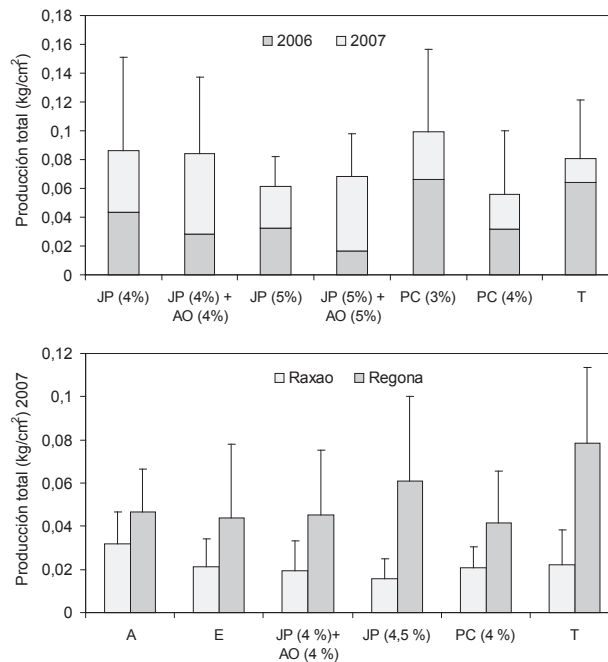 Producción total (kg/cm²)
0,18
0,16
0,14
0,12
0,1
0,08
0,06
0,04
0,02
0
2006 2007
JP (4%) JP (4%) + JP (5%) JP (5%) + PC (3%) PC (4%) T
AO (4%) AO (5%)
Producción total (kg/cm²) 2007
0,12
0,1
0,08
0,06
0,04
0,02
0
Raxao Regona
A E JP (4 %)+ JP (4,5 %) PC (4 %) T
AO (4 %)